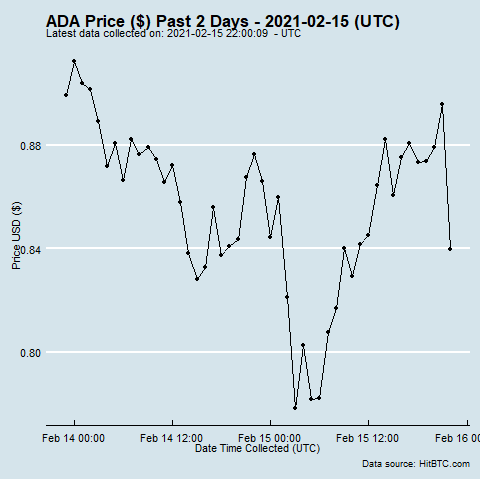 ADA Price ($) Past 2 Days - 2021-02-15 (UTC)
Latest data collected on: 2021-02-15 22:00:09  - UTC
Price USD ($)
0.88
0.84
0.80
Feb 14 00:00
Feb 14 12:00
Feb 15 00:00
Feb 15 12:00
Feb 16 00
Date Time Collected (UTC)
Data source: HitBTC.com